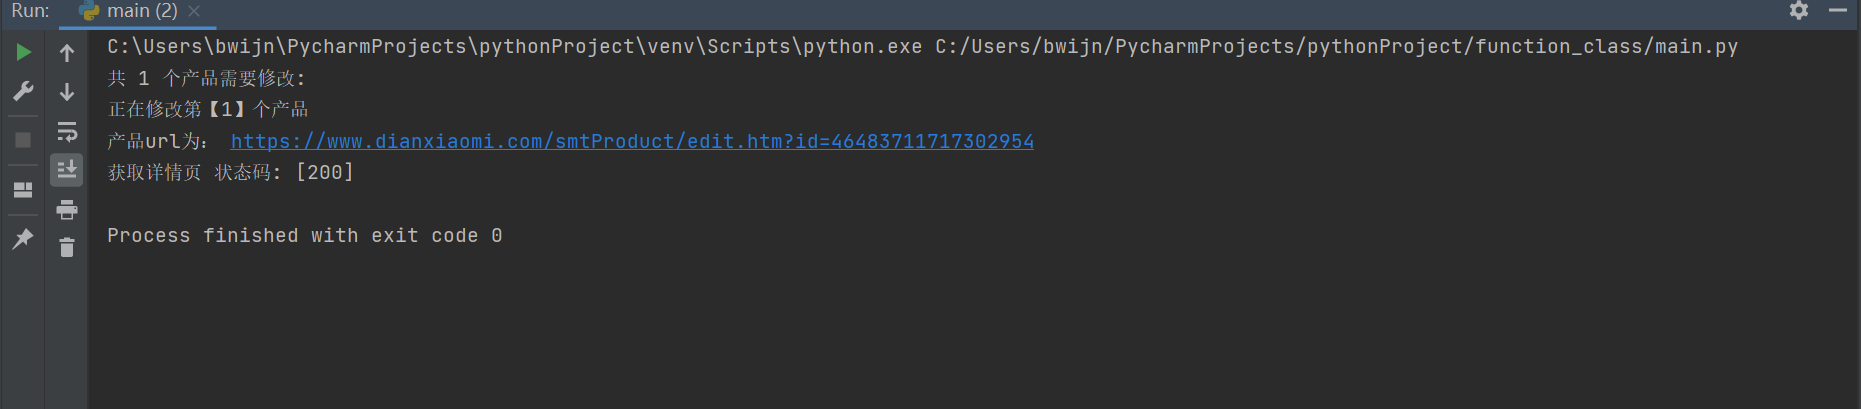 Run: main (2)
C:\Users\bwijn\PycharmProjects\pythonProject\venv\Scripts\python.exe C:/Users/bwijn/PycharmProjects/pythonProject/function_class/main.py
共 1 个产品需要修改:
正在修改第【1】个产品
产品url为: https://www.dianxiaomi.com/smtProduct/edit.htm?id=46483711717302954
获取详情页 状态码: [200]
Process finished with exit code 0